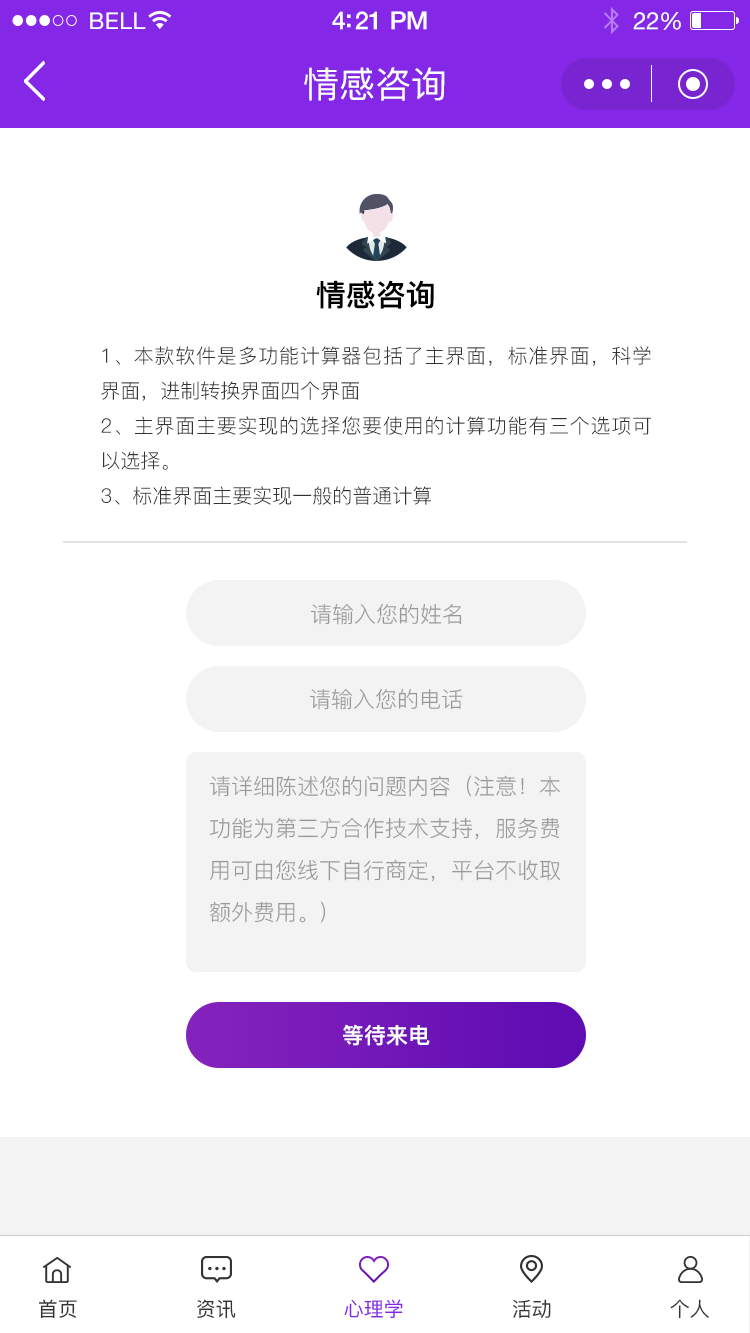 BELL 4:21 PM 22%
情感咨询
情感咨询
1、本款软件是多功能计算器包括了主界面，标准界面，科学
界面，进制转换界面四个界面
2、主界面主要实现的选择您要使用的计算功能有三个选项可
以选择。
3、标准界面主要实现一般的普通计算
请输入您的姓名
请输入您的电话
请详细陈述您的问题内容（注意！本
功能为第三方合作技术支持，服务费
用可由您线下自行商定，平台不收取
额外费用。）
等待来电
首页 资讯 心理学 活动 个人